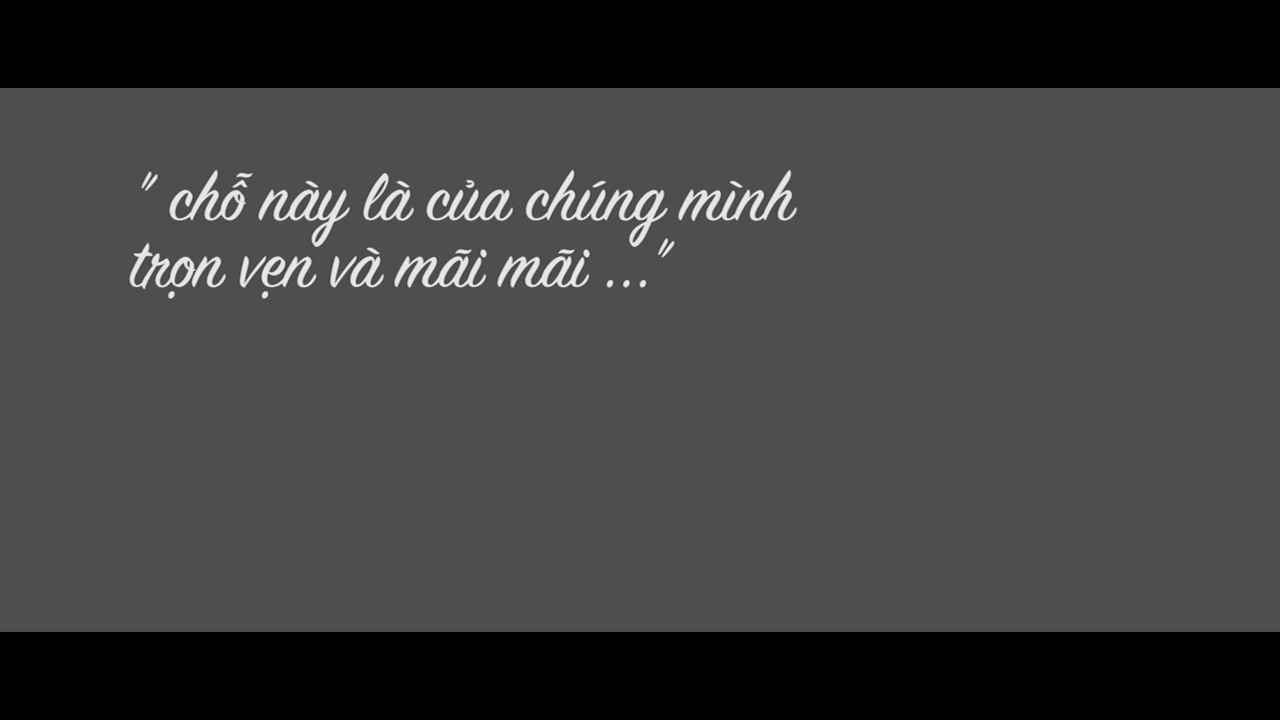 " chỗ này là của chúng mình
trọn vẹn và mãi mãi ..."